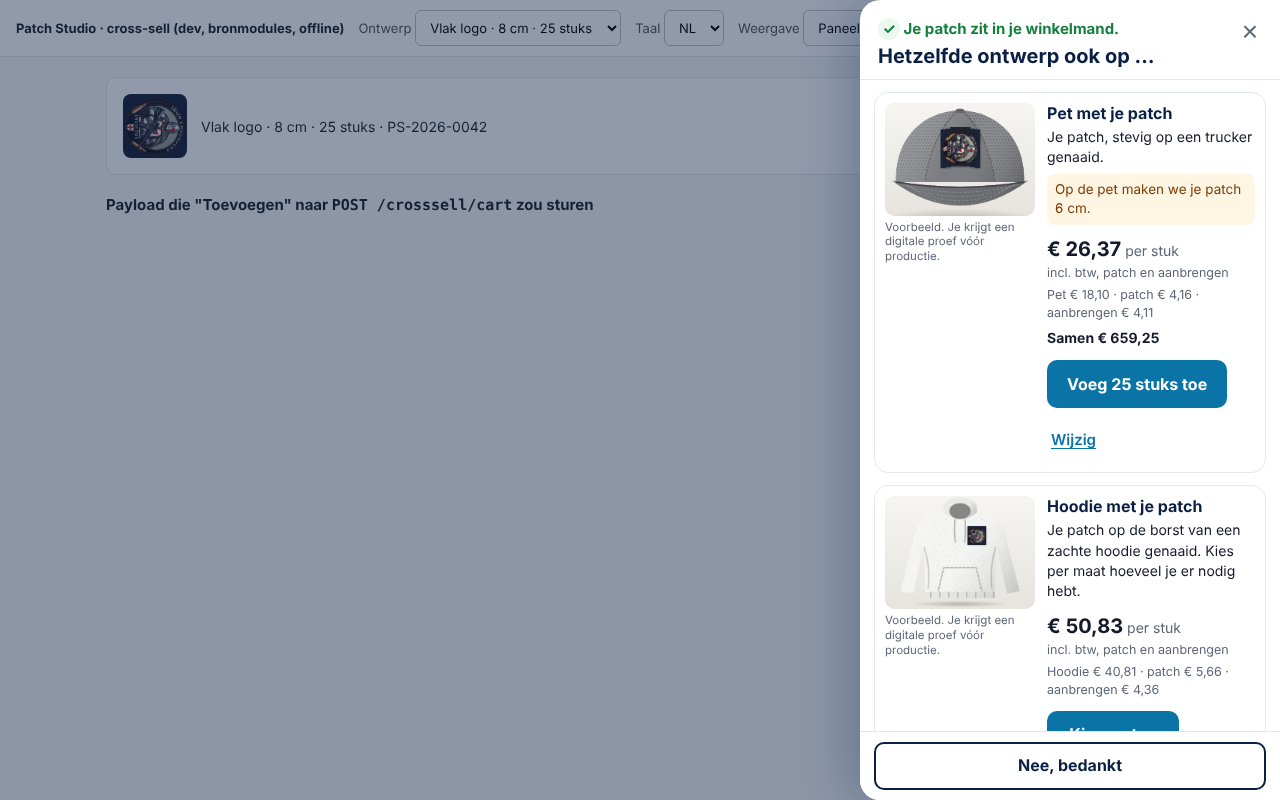 Patch Studio · cross-sell (dev, bronmodules, offline) Ontwerp Vlak logo · 8 cm · 25 stuks Taal NL Weergave Paneel
Vlak logo · 8 cm · 25 stuks · PS-2026-0042
Payload die "Toevoegen" naar POST /crosssell/cart zou sturen
Je patch zit in je winkelmand.
Hetzelfde ontwerp ook op …
Pet met je patch
Je patch, stevig op een trucker
genaaid.
Op de pet maken we je patch
6 cm.
Voorbeeld. Je krijgt een
digitale proef vóór
productie.
€ 26,37 per stuk
incl. btw, patch en aanbrengen
Pet € 18,10 · patch € 4,16 ·
aanbrengen € 4,11
Samen € 659,25
Voeg 25 stuks toe
Wijzig
Hoodie met je patch
Je patch op de borst van een
zachte hoodie genaaid. Kies
per maat hoeveel je er nodig
hebt.
Voorbeeld. Je krijgt een
digitale proef vóór
productie.
€ 50,83 per stuk
incl. btw, patch en aanbrengen
Hoodie € 40,81 · patch € 5,66 ·
aanbrengen € 4,36
Nee, bedankt